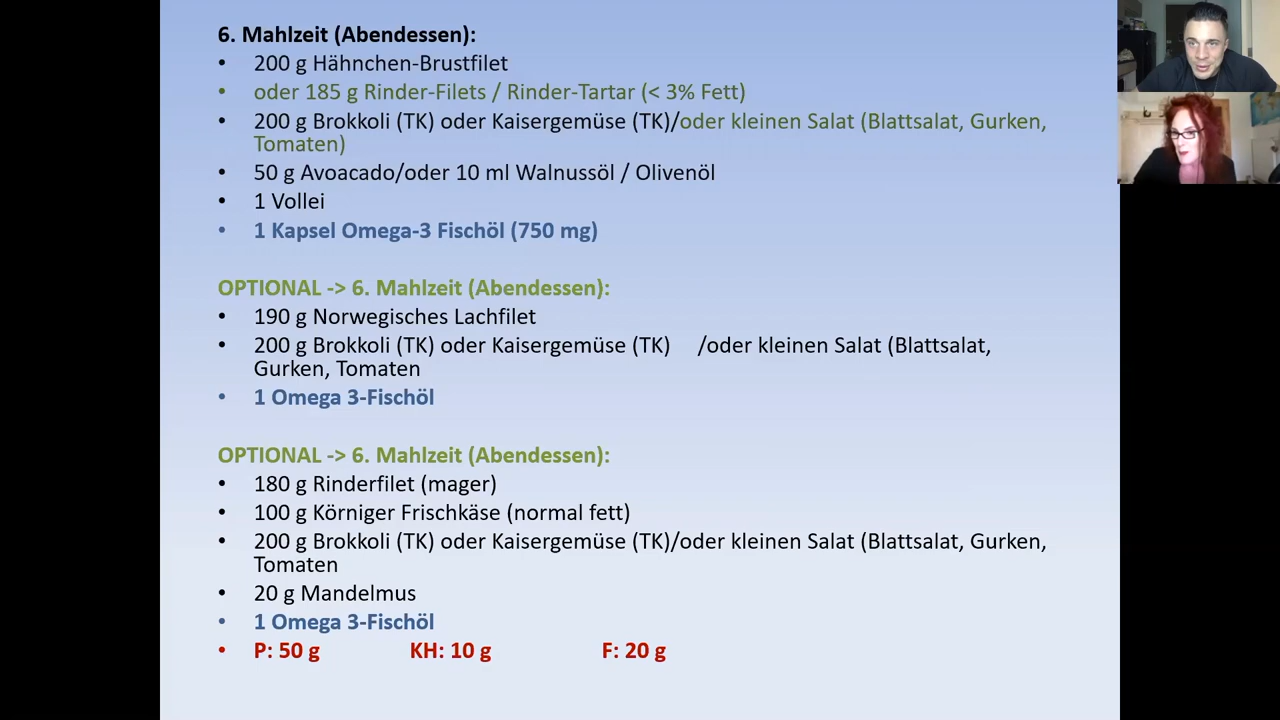 6. Mahlzeit (Abendessen):
• 200 g Hähnchen-Brustfilet
• oder 185 g Rinder-Filets / Rinder-Tartar (< 3% Fett)
• 200 g Brokkoli (TK) oder Kaisergemüse (TK)/oder kleinen Salat (Blattsalat, Gurken,
Tomaten)
• 50 g Avoacado/oder 10 ml Walnussöl / Olivenöl
• 1 Vollei
• 1 Kapsel Omega-3 Fischöl (750 mg)
OPTIONAL -> 6. Mahlzeit (Abendessen):
• 190 g Norwegisches Lachfilet
• 200 g Brokkoli (TK) oder Kaisergemüse (TK) /oder kleinen Salat (Blattsalat,
Gurken, Tomaten
• 1 Omega 3-Fischöl
OPTIONAL -> 6. Mahlzeit (Abendessen):
• 180 g Rinderfilet (mager)
• 100 g Körniger Frischkäse (normal fett)
• 200 g Brokkoli (TK) oder Kaisergemüse (TK)/oder kleinen Salat (Blattsalat, Gurken,
Tomaten
• 20 g Mandelmus
• 1 Omega 3-Fischöl
• P: 50 g KH: 10 g F: 20 g